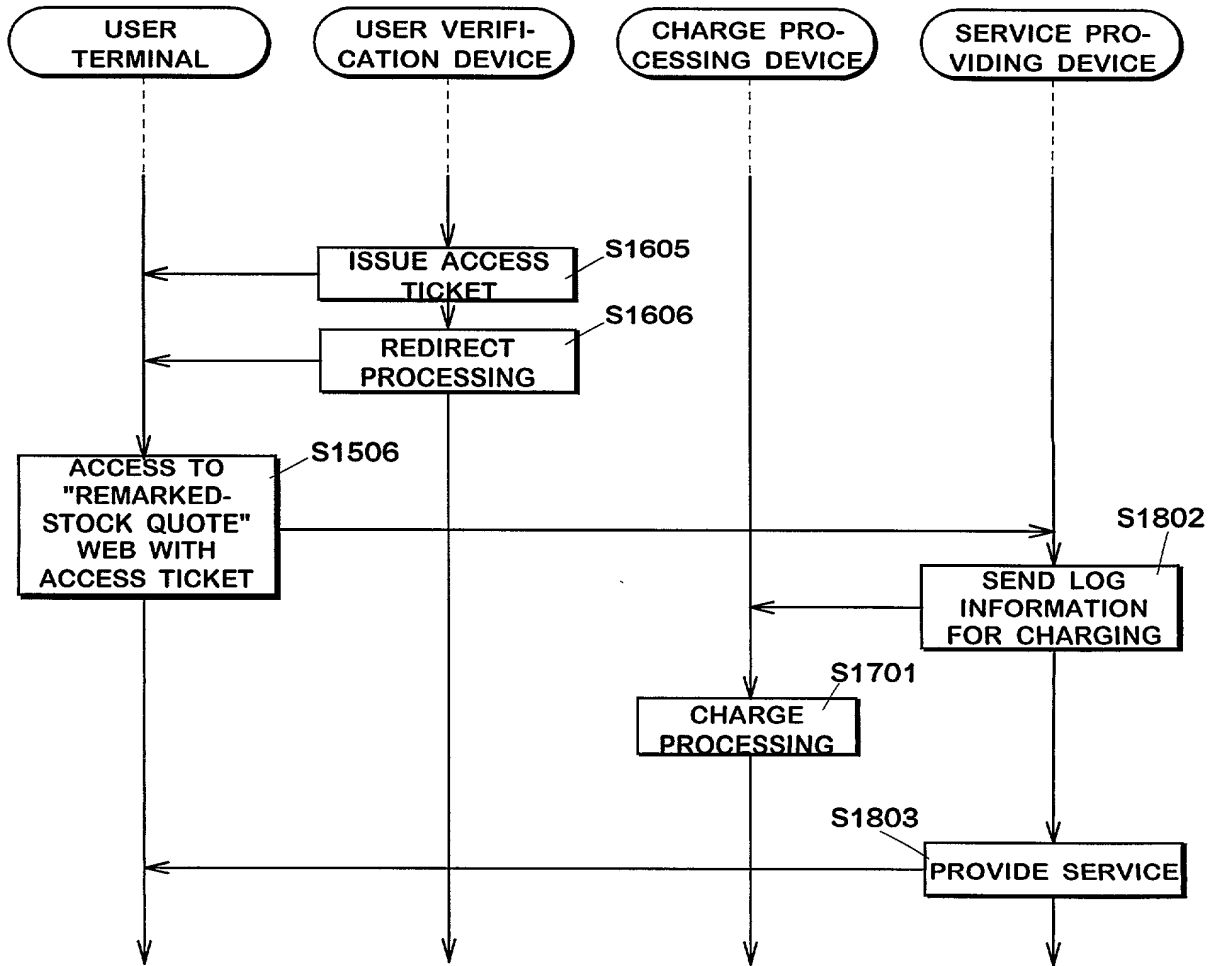 USER
TERMINAL
USER VERIFI-
CATION DEVICE
CHARGE PRO-
CESSING DEVICE
SERVICE PRO-
VIDING DEVICE
S1605
ISSUE ACCESS
TICKET
S1606
REDIRECT
PROCESSING
S1506
ACCESS TO
"REMARKED-
STOCK QUOTE"
WEB WITH
ACCESS TICKET
S1802
SEND LOG
INFORMATION
FOR CHARGING
S1701
CHARGE
PROCESSING
S1803
PROVIDE SERVICE